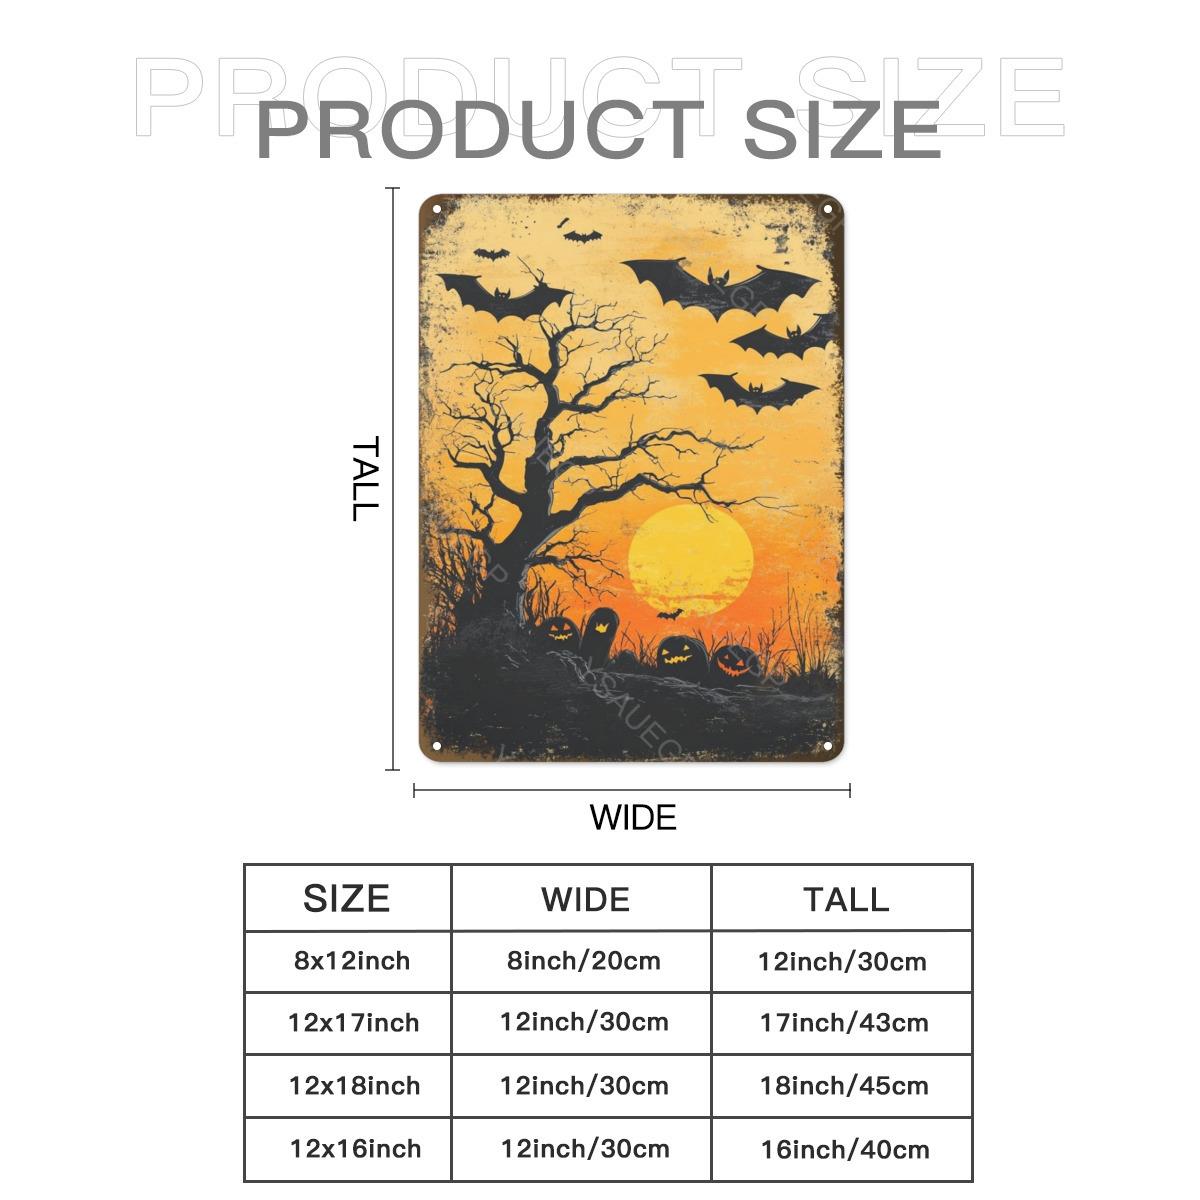 PRODUCT SIZE
PRODUCT SIZE
TALL
WIDE
SIZE WIDE TALL
8x12inch 8inch/20cm 12inch/30cm
12x17inch 12inch/30cm 17inch/43cm
12x18inch 12inch/30cm 18inch/45cm
12x16inch 12inch/30cm 16inch/40cm